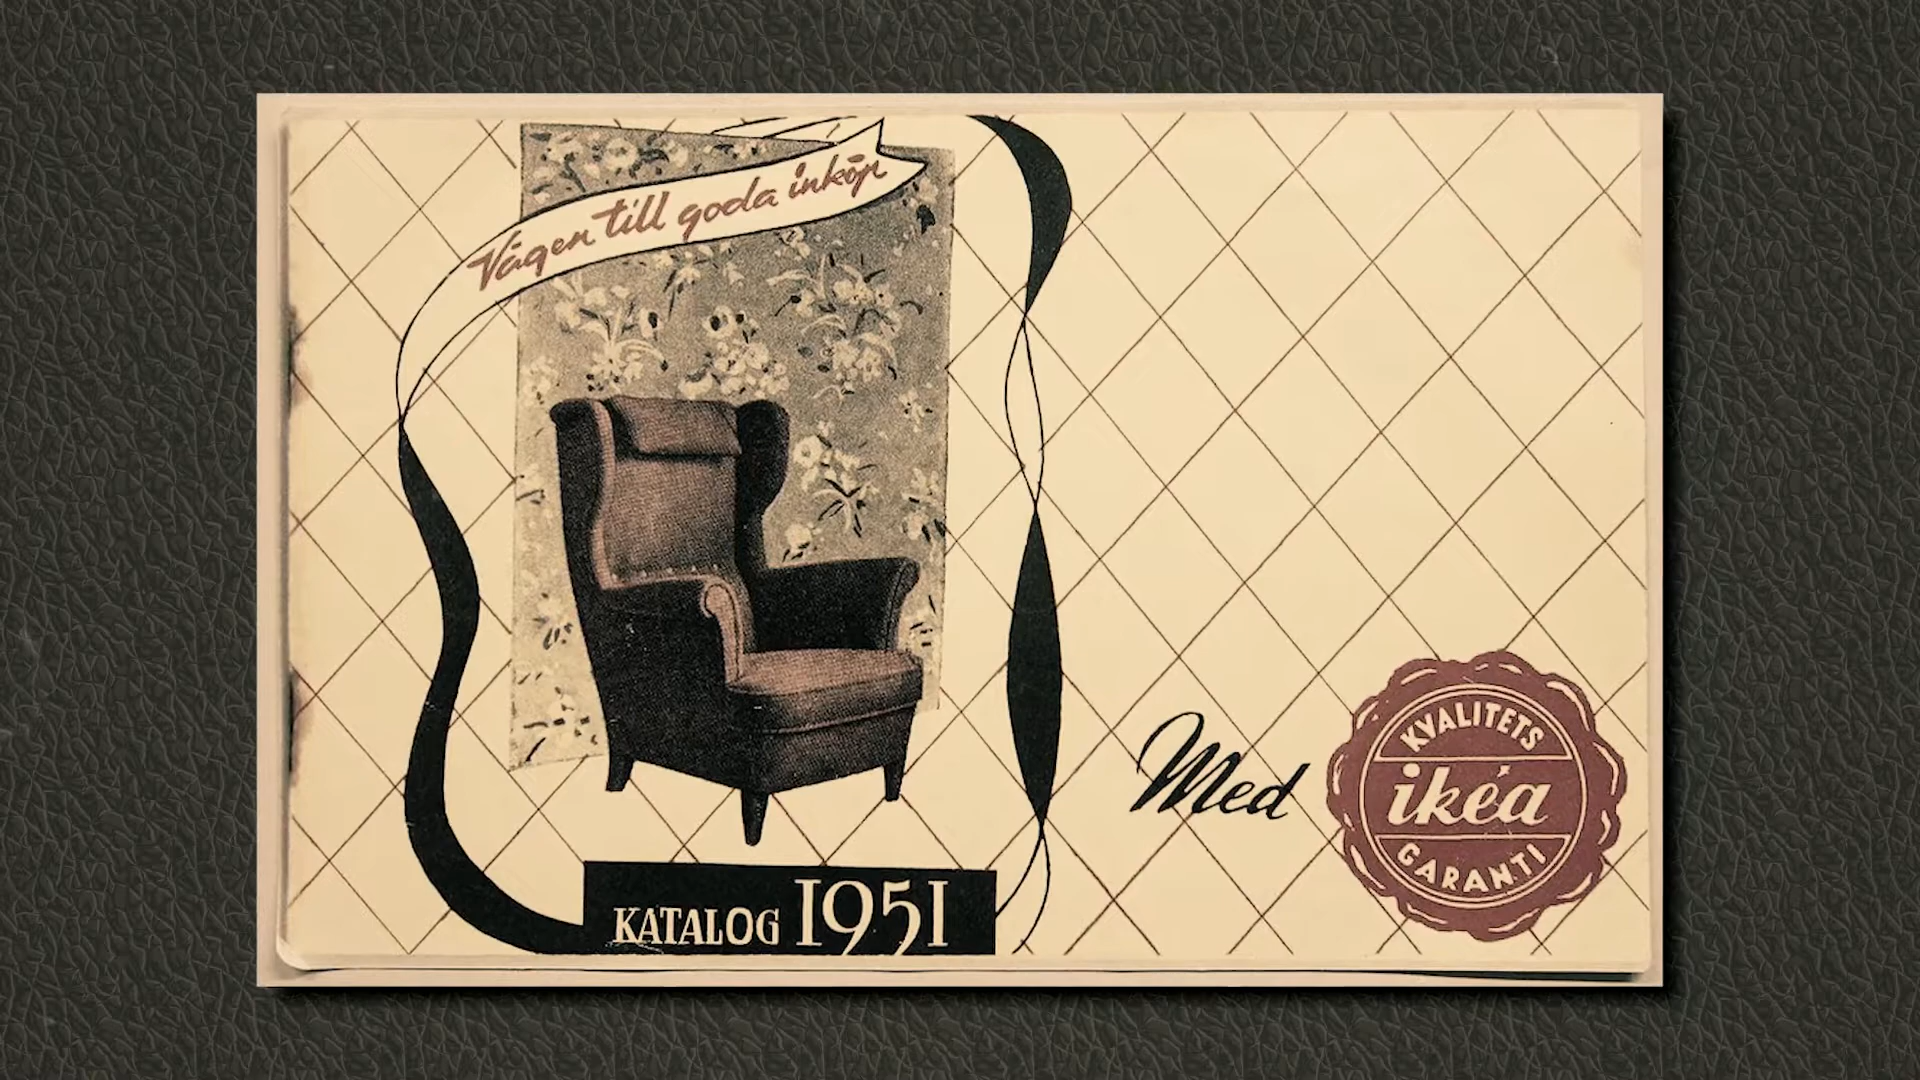 Vägen till goda inköp
KATALOG 1951
Med
KVALITETS
ikéa
GARANTI